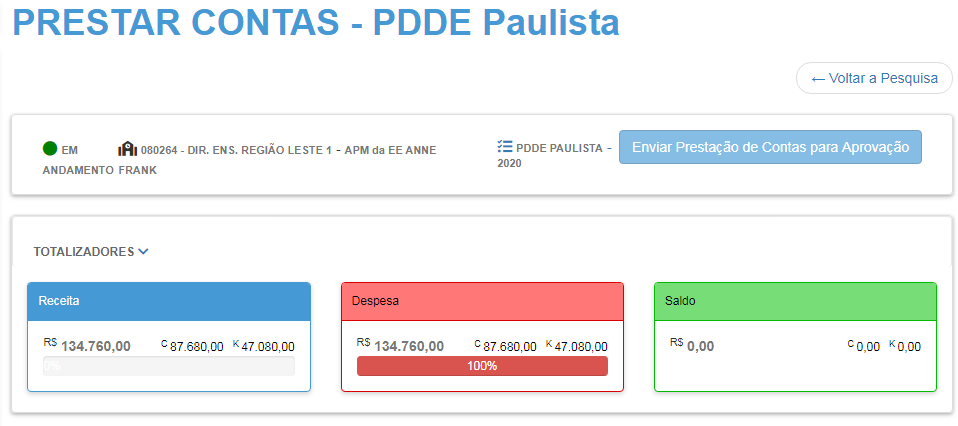 PRESTAR CONTAS - PDDE Paulista
← Voltar a Pesquisa
EM ANDAMENTO
080264 - DIR. ENS. REGIÃO LESTE 1 - APM da EE ANNE
FRANK
PDDE PAULISTA -
2020
Enviar Prestação de Contas para Aprovação
TOTALIZADORES
Receita
R$ 134.760,00 C 87.680,00 K 47.080,00
0%
Despesa
R$ 134.760,00 C 87.680,00 K 47.080,00
100%
Saldo
R$ 0,00 C 0,00 K 0,00